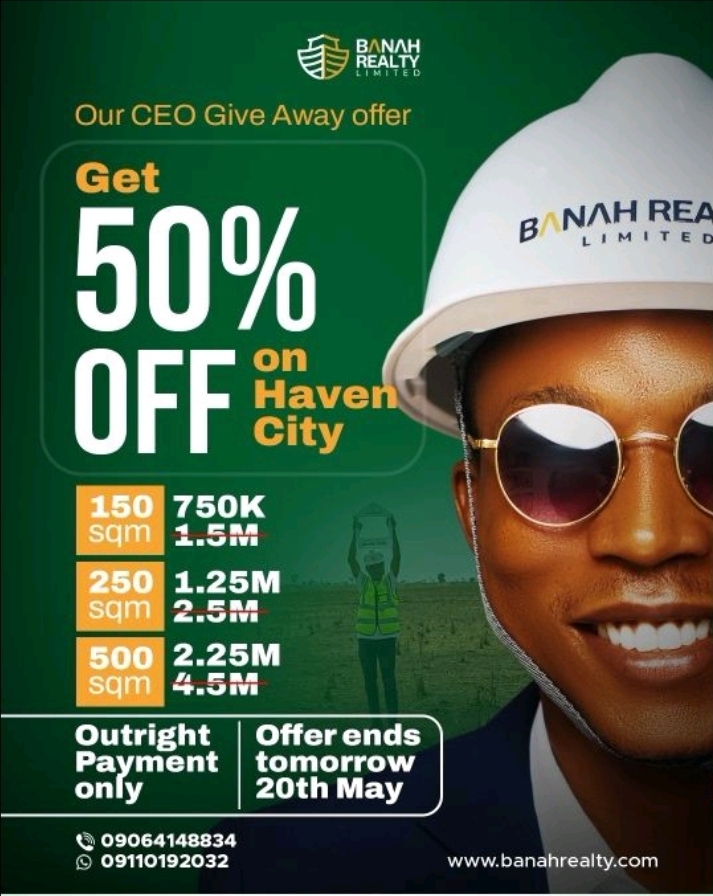 BANAH
REALTY
LIMITED
Our CEO Give Away offer
Get
50%
OFF
on
Haven
City
BANAH REA
LIMITED
150
sqm
750K
1.5M
250
sqm
1.25M
2.5M
500
sqm
2.25M
4.5M
Outright
Payment
only
Offer ends
tomorrow
20th May
09064148834
09110192032
www.banahrealty.com